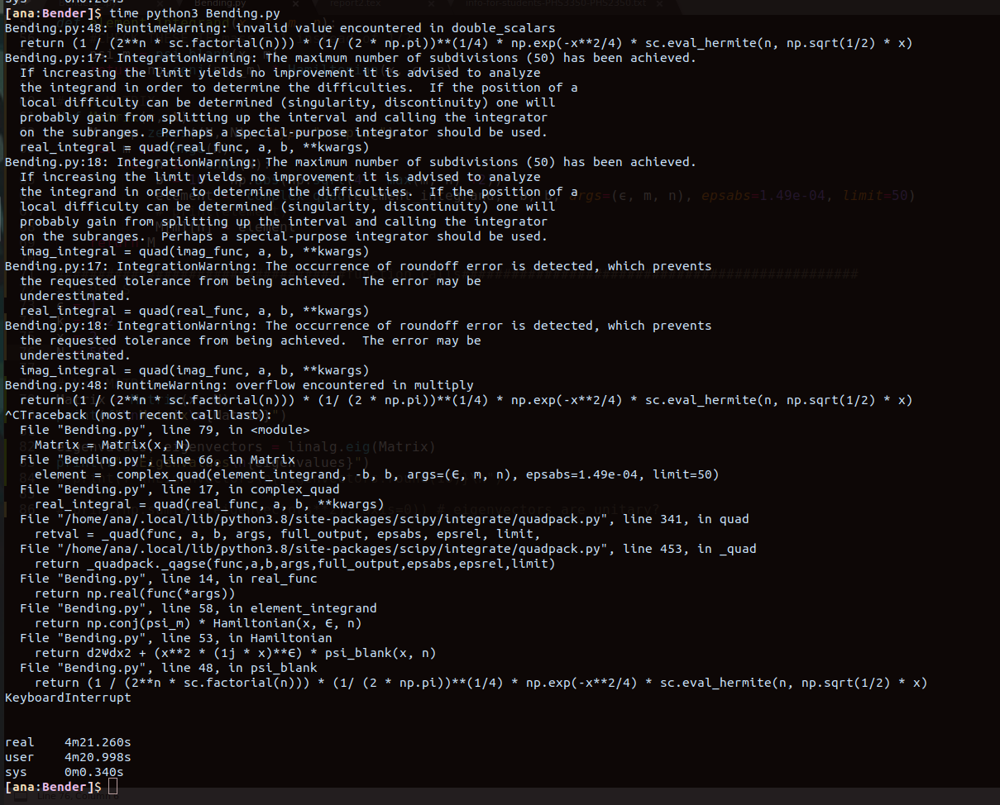 sys 0m0.284s
Bending.py report2.tex info-for-students-PHS3350-PHS2350.txt
[ana:Bender]$ time python3 Bending.py
Bending.py:48: RuntimeWarning: invalid value encountered in double_scalars
  return (1 / (2**n * sc.factorial(n))) * (1/ (2 * np.pi))**(1/4) * np.exp(-x**2/4) * sc.eval_hermite(n, np.sqrt(1/2) * x)
Bending.py:17: IntegrationWarning: The maximum number of subdivisions (50) has been achieved.
  If increasing the limit yields no improvement it is advised to analyze
  the integrand in order to determine the difficulties.  If the position of a
  local difficulty can be determined (singularity, discontinuity) one will
  probably gain from splitting up the interval and calling the integrator
  on the subranges.  Perhaps a special-purpose integrator should be used.
  real_integral = quad(real_func, a, b, **kwargs)
Bending.py:18: IntegrationWarning: The maximum number of subdivisions (50) has been achieved.
  If increasing the limit yields no improvement it is advised to analyze
  the integrand in order to determine the difficulties.  If the position of a
  local difficulty can be determined (singularity, discontinuity) one will
  probably gain from splitting up the interval and calling the integrator
  on the subranges.  Perhaps a special-purpose integrator should be used.
  imag_integral = quad(imag_func, a, b, **kwargs)
Bending.py:17: IntegrationWarning: The occurrence of roundoff error is detected, which prevents
  the requested tolerance from being achieved.  The error may be
  underestimated.
  real_integral = quad(real_func, a, b, **kwargs)
Bending.py:18: IntegrationWarning: The occurrence of roundoff error is detected, which prevents
  the requested tolerance from being achieved.  The error may be
  underestimated.
  imag_integral = quad(imag_func, a, b, **kwargs)
Bending.py:48: RuntimeWarning: overflow encountered in multiply
  return (1 / (2**n * sc.factorial(n))) * (1/ (2 * np.pi))**(1/4) * np.exp(-x**2/4) * sc.eval_hermite(n, np.sqrt(1/2) * x)
^CTraceback (most recent call last):
  File "Bending.py", line 79, in <module>
    Matrix = Matrix(x, N)
  File "Bending.py", line 66, in Matrix
    element =  complex_quad(element_integrand, -b, b, args=(ϵ, m, n), epsabs=1.49e-04, limit=50)
  File "Bending.py", line 17, in complex_quad
    real_integral = quad(real_func, a, b, **kwargs)
  File "/home/ana/.local/lib/python3.8/site-packages/scipy/integrate/quadpack.py", line 341, in quad
    retval = _quad(func, a, b, args, full_output, epsabs, epsrel, limit,
  File "/home/ana/.local/lib/python3.8/site-packages/scipy/integrate/quadpack.py", line 453, in _quad
    return _quadpack._qagse(func,a,b,args,full_output,epsabs,epsrel,limit)
  File "Bending.py", line 14, in real_func
    return np.real(func(*args))
  File "Bending.py", line 58, in element_integrand
    return np.conj(psi_m) * Hamiltonian(x, ϵ, n)
  File "Bending.py", line 53, in Hamiltonian
    return d2Ψdx2 + (x**2 * (1j * x)**ϵ) * psi_blank(x, n)
  File "Bending.py", line 48, in psi_blank
    return (1 / (2**n * sc.factorial(n))) * (1/ (2 * np.pi))**(1/4) * np.exp(-x**2/4) * sc.eval_hermite(n, np.sqrt(1/2) * x)
KeyboardInterrupt
real    4m21.260s
user    4m20.998s
sys     0m0.340s
[ana:Bender]$